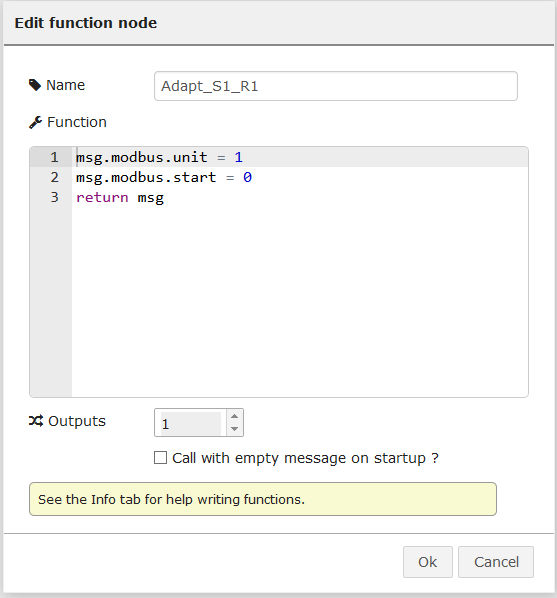 Edit function node
Name
Adapt_S1_R1
Function
1 msg.modbus.unit = 1
2 msg.modbus.start = 0
3 return msg
Outputs
1
Call with empty message on startup ?
See the Info tab for help writing functions.
Ok Cancel